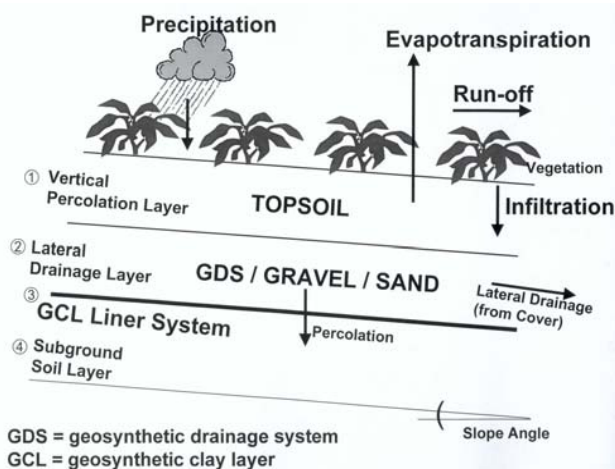 Precipitation
Evapotranspiration
Run-off
Vegetation
① Vertical
Percolation Layer
TOPSOIL
Infiltration
② Lateral
Drainage Layer
GDS / GRAVEL / SAND
Lateral Drainage
(from Cover)
③
GCL Liner System
Percolation
④ Subground
Soil Layer
Slope Angle
GDS = geosynthetic drainage system
GCL = geosynthetic clay layer